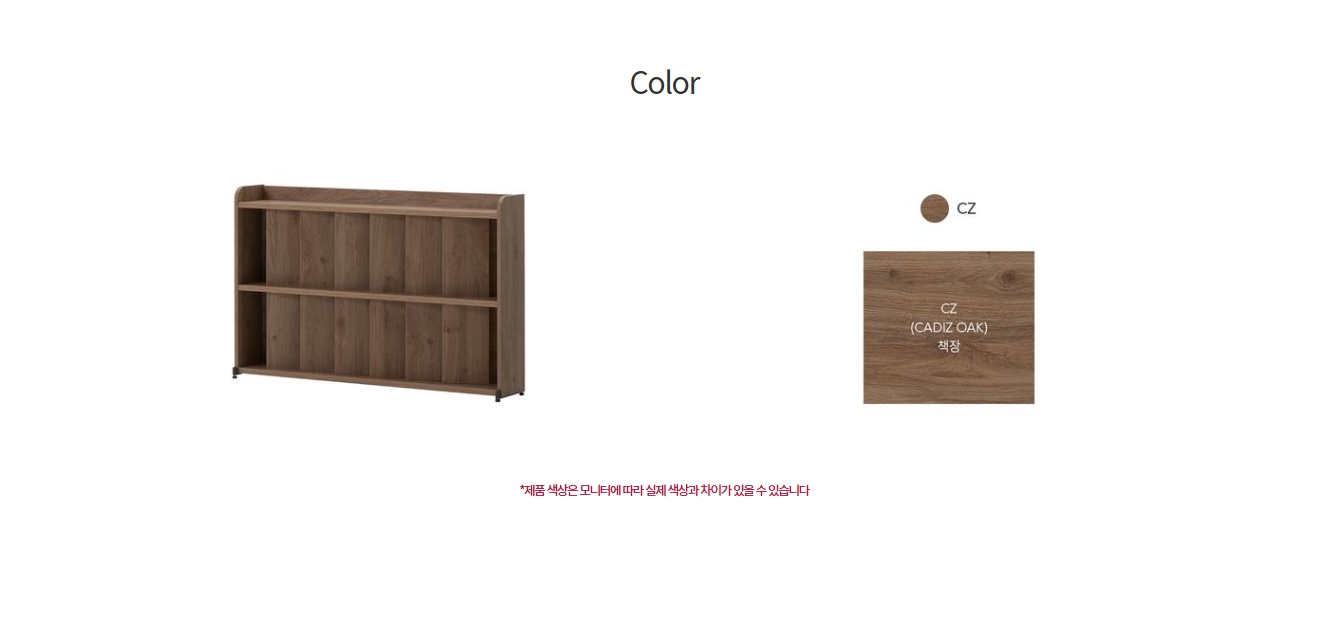 Color
CZ
CZ
(CADIZ OAK)
책장
*제품 색상은 모니터에 따라 실제 색상과 차이가 있을 수 있습니다